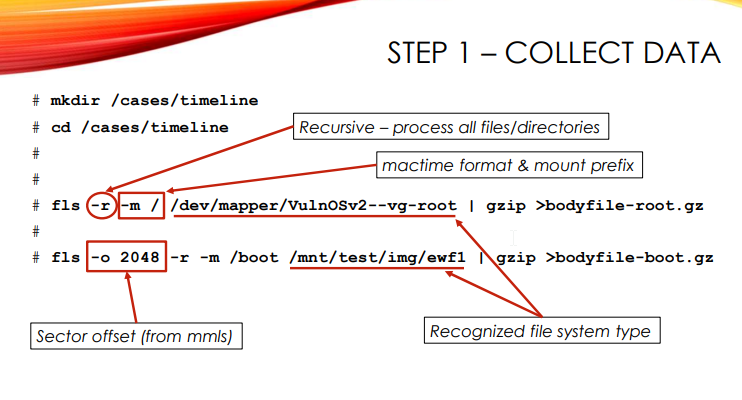 STEP 1 – COLLECT DATA
# mkdir /cases/timeline
# cd /cases/timeline
Recursive – process all files/directories
#
mactime format & mount prefix
#
# fls -r -m / /dev/mapper/VulnOSv2--vg-root | gzip >bodyfile-root.gz
#
# fls -o 2048 -r -m /boot /mnt/test/img/ewf1 | gzip >bodyfile-boot.gz
Sector offset (from mmls)
Recognized file system type